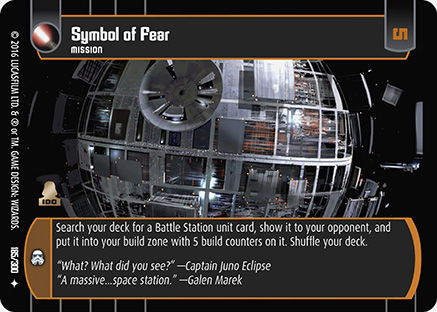 Symbol of Fear
MISSION
5
© 2016 LUCASFILM LTD. & ® OR TM. GAME DESIGN: WIZARDS.
185/300
100
Search your deck for a Battle Station unit card, show it to your opponent, and
put it into your build zone with 5 build counters on it. Shuffle your deck.
“What? What did you see?” —Captain Juno Eclipse
“A massive...space station.” —Galen Marek